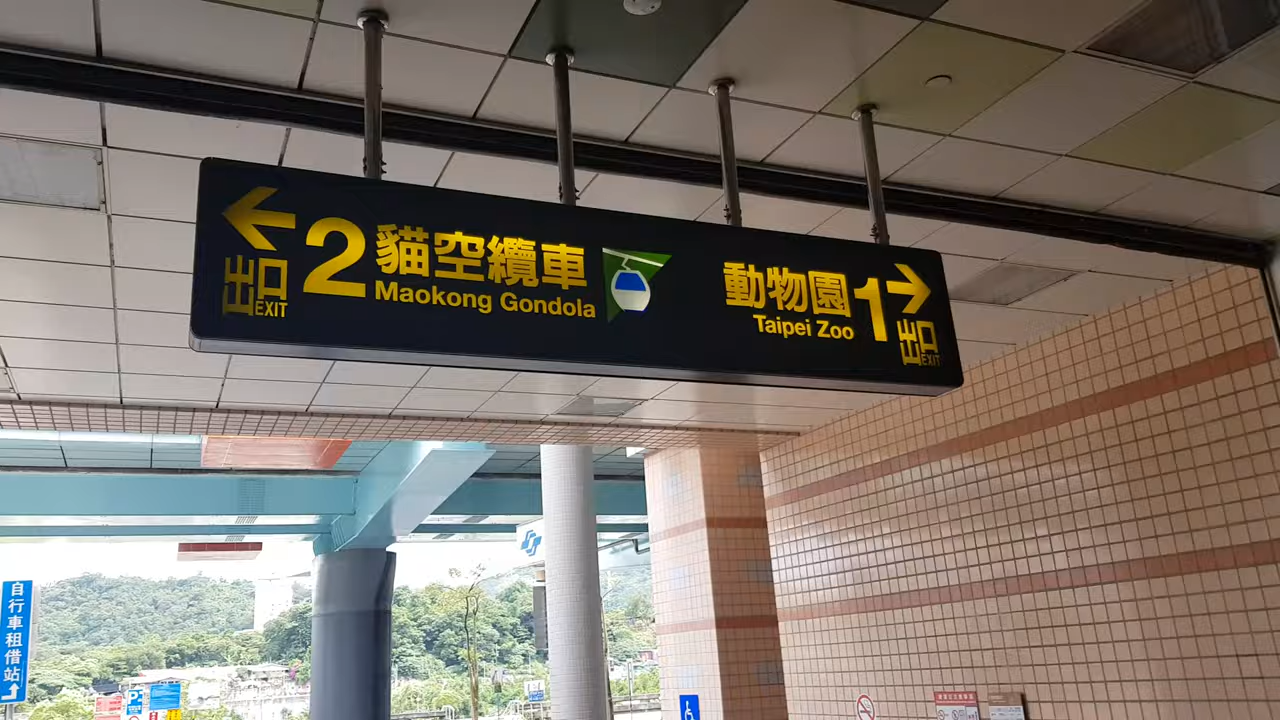 出口
EXIT
2
貓空纜車
Maokong Gondola
動物園
Taipei Zoo
1
出口
EXIT
自行車租借站
P